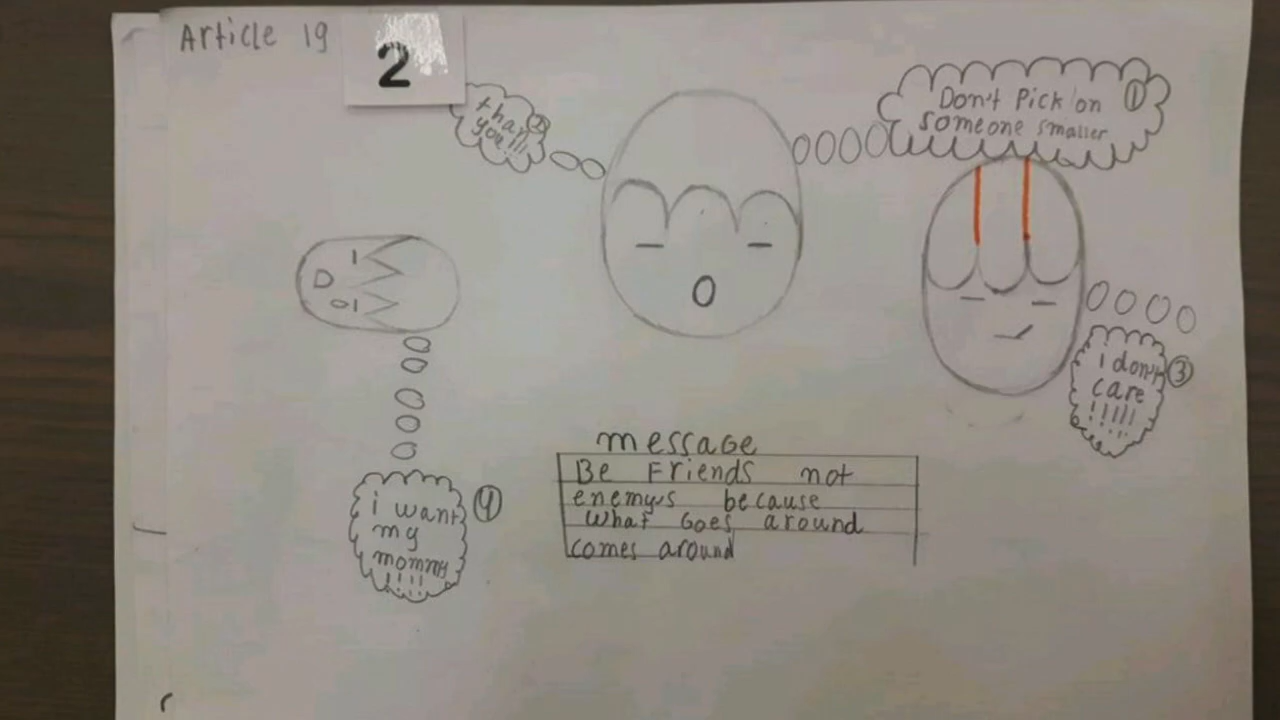 Article 19
2
Don't Pick on
someone smaller
1
than
you!!!
2
i don't
care
!!!!!
3
i want
my
mommy
!!!!
4
message
Be Friends not
enemys because
what Goes around
comes around